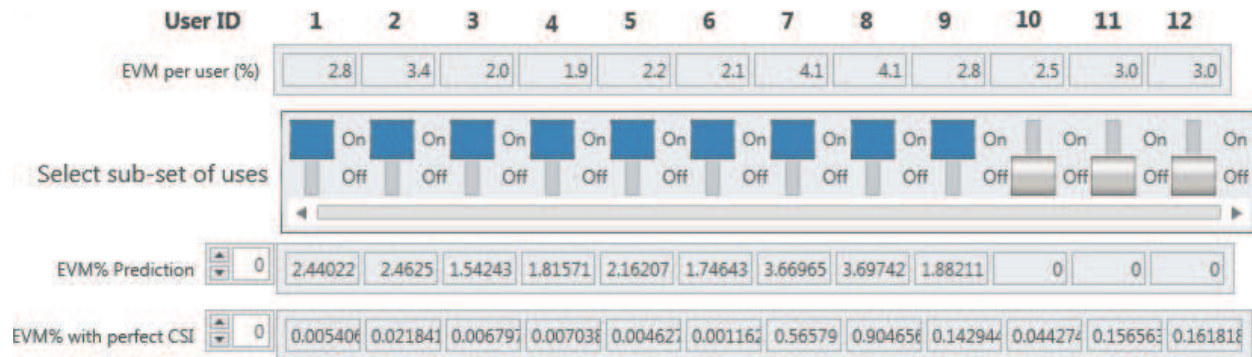 User ID 1 2 3 4 5 6 7 8 9 10 11 12
EVM per user (%) 2.8 3.4 2.0 1.9 2.2 2.1 4.1 4.1 2.8 2.5 3.0 3.0
On On On On On On On On On On On On
Select sub-set of uses
Off Off Off Off Off Off Off Off Off Off Off Off
EVM% Prediction 0 2.44022 2.4625 1.54243 1.81571 2.16207 1.74643 3.66965 3.69742 1.88211 0 0 0
EVM% with perfect CSI 0 0.005406 0.021841 0.006797 0.007038 0.004627 0.001162 0.56579 0.904656 0.142944 0.044274 0.156563 0.161818